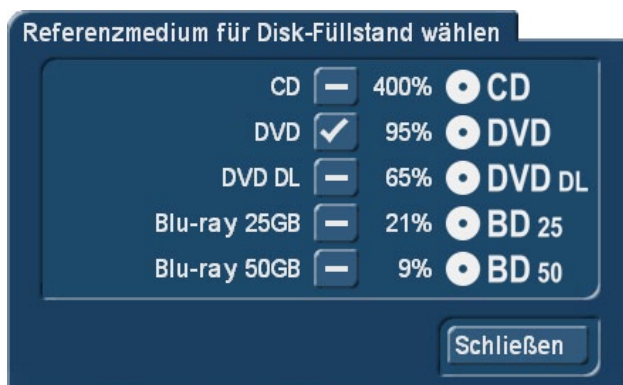 Referenzmedium für Disk-Füllstand wählen
CD 400% CD
DVD 95% DVD
DVD DL 65% DVD DL
Blu-ray 25GB 21% BD 25
Blu-ray 50GB 9% BD 50
Schließen